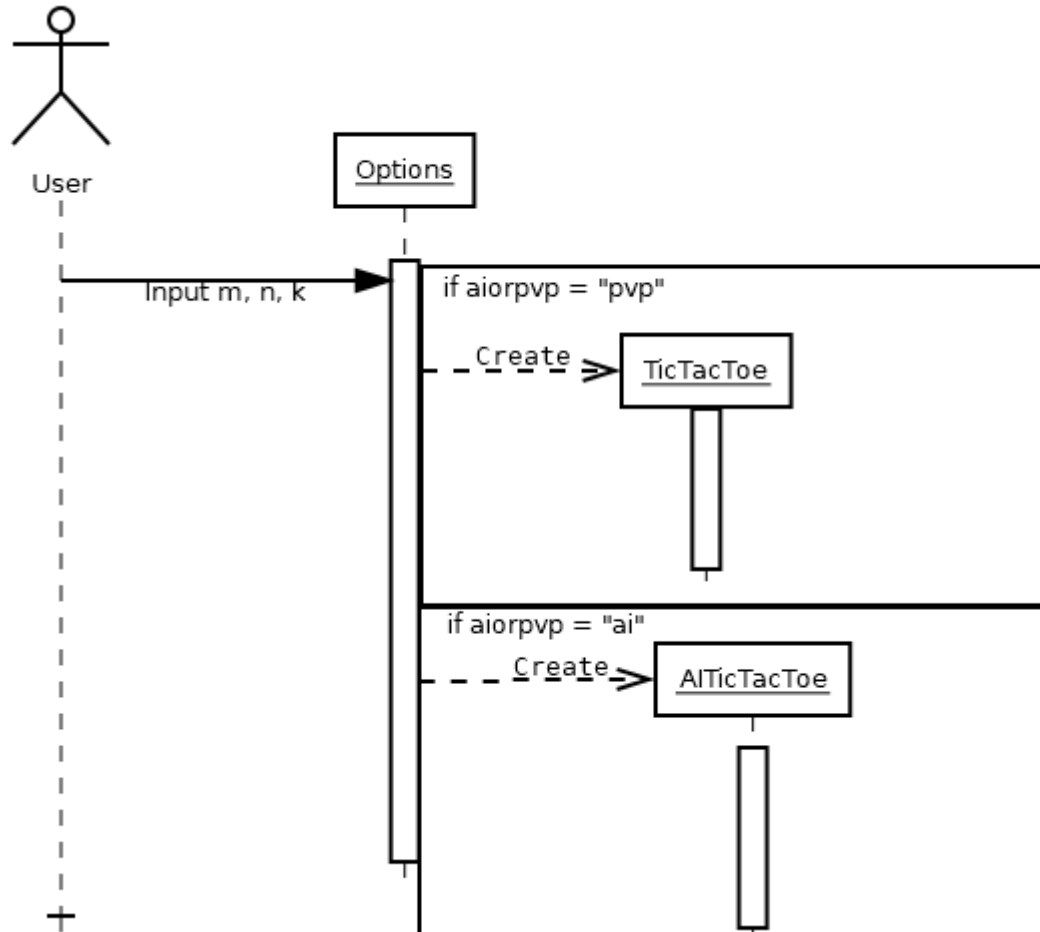 User
Options
Input m, n, k
if aiorpvp = "pvp"
Create
TicTacToe
if aiorpvp = "ai"
Create
AITicTacToe